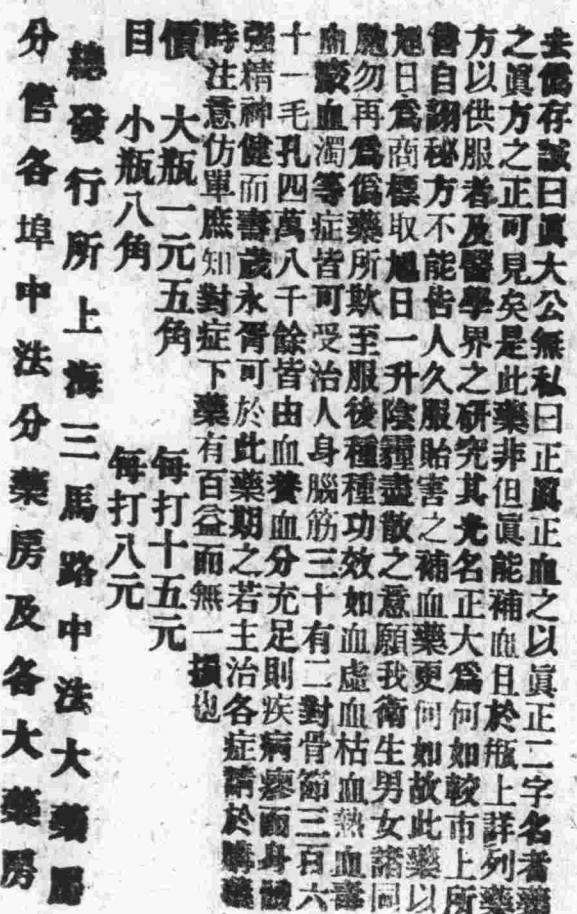 去僞存誠曰眞大公無私曰正眞正血之以眞正二字名者藥
之眞方之正可見矣是此藥非但眞能補血且於瓶上詳列藥
方以供服者及醫學界之硏究其光名正大爲何如較市上所
售自謝秘方不能告人久服貽害之補血藥更何如故此藥以
旭日爲商標取旭日一升陰霾盡散之意願我衛生男女諸同
胞勿再爲僞藥所欺至服後種種功效如血虛血枯血熱血毒
血痰血濁等症皆可受治人身腦筋三十有二對骨節三百六
十一毛孔四萬八千餘皆由血養血分充足則疾病瘳而身體
強精神健而壽歲永胥可於此藥期之若主治各症請於購藥
時注意仿單庶知對症下藥有百益而無一損也
價 大瓶一元五角 每打十五元
目 小瓶八角 每打八元
總發行所上海三馬路中法大藥房
分售各埠中法分藥房及各大藥房